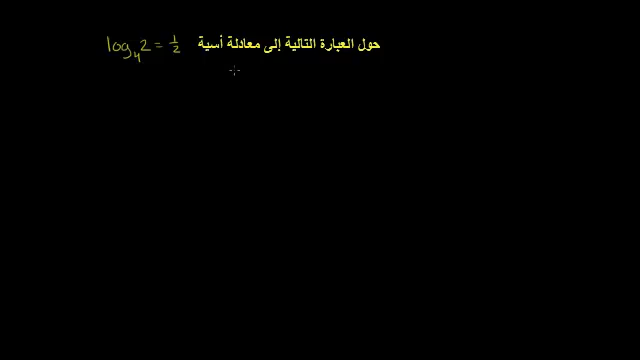 حول العبارة التالية إلى معادلة أسية
log₄2 = ½